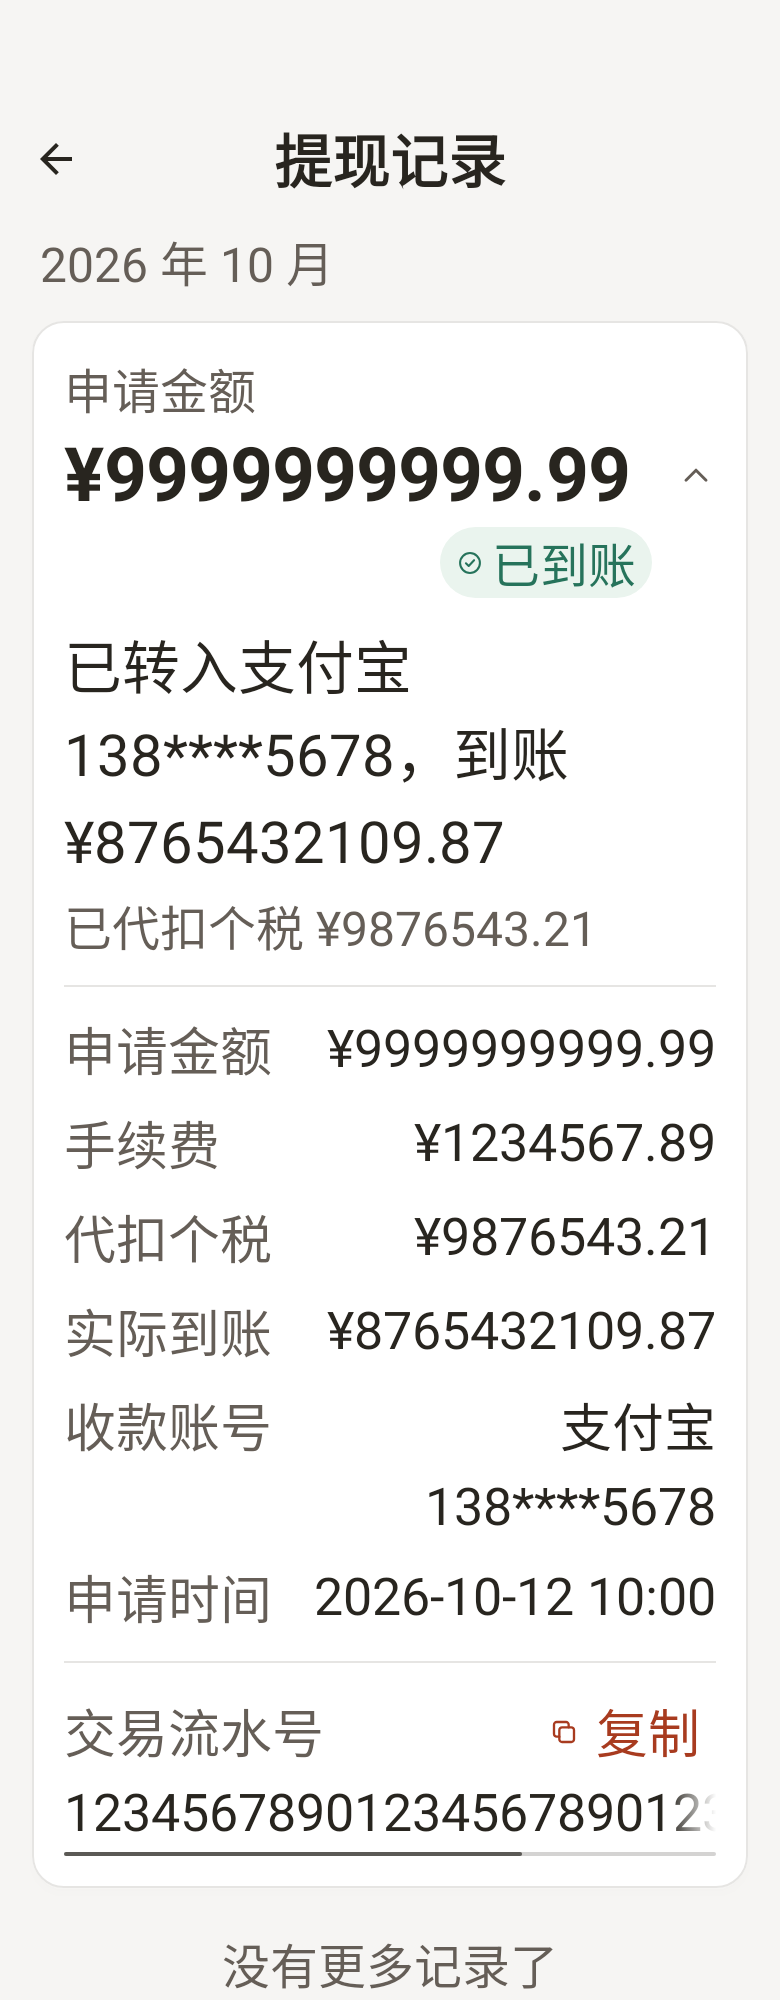 提现记录
2026 年 10 月
申请金额
¥9999999999.99
已到账
已转入支付宝
138****5678，到账
¥8765432109.87
已代扣个税 ¥9876543.21
申请金额 ¥9999999999.99
手续费 ¥1234567.89
代扣个税 ¥9876543.21
实际到账 ¥8765432109.87
收款账号 支付宝
138****5678
申请时间 2026-10-12 10:00
交易流水号 复制
12345678901234567890123
没有更多记录了